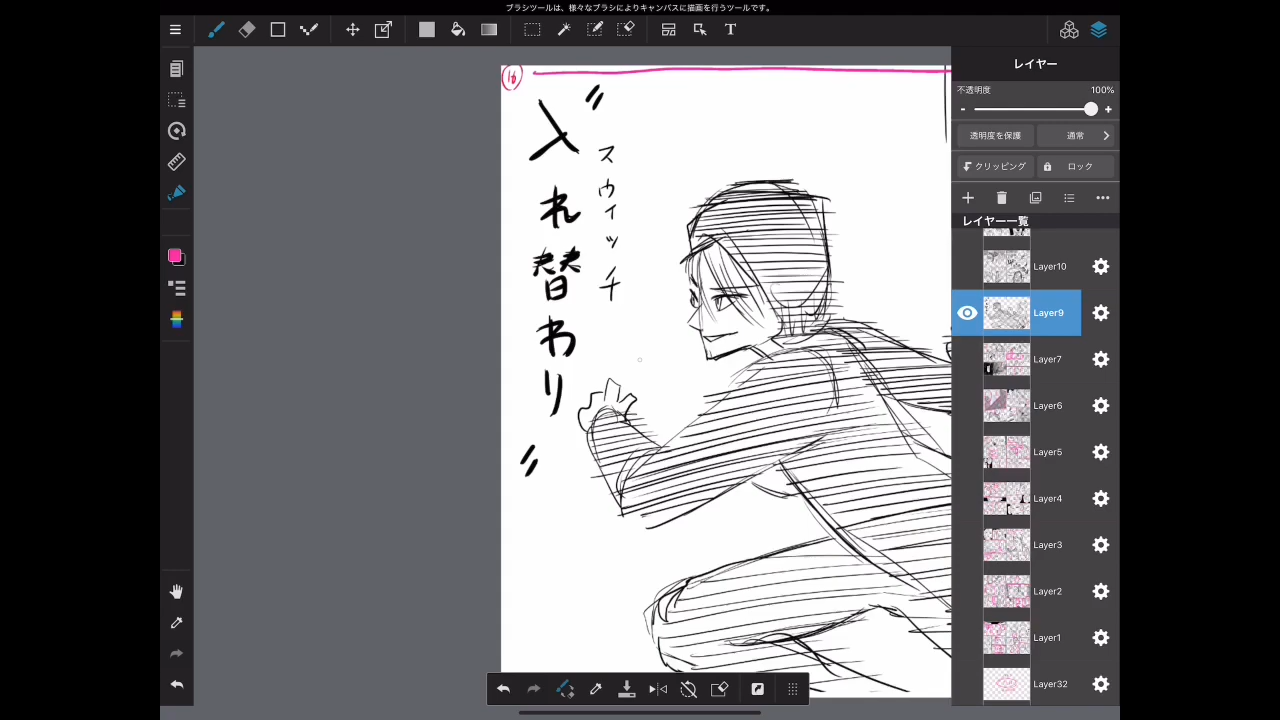 ブラシツールは、様々なブラシによりキャンバスに描画を行うツールです。
T
レイヤー
不透明度
100%
-
+
透明度を保護
通常
クリッピング
ロック
レイヤー一覧
Layer10
Layer9
Layer7
Layer6
Layer5
Layer4
Layer3
Layer2
Layer1
Layer32
16
〃入れ替わり〃
スウィッチ